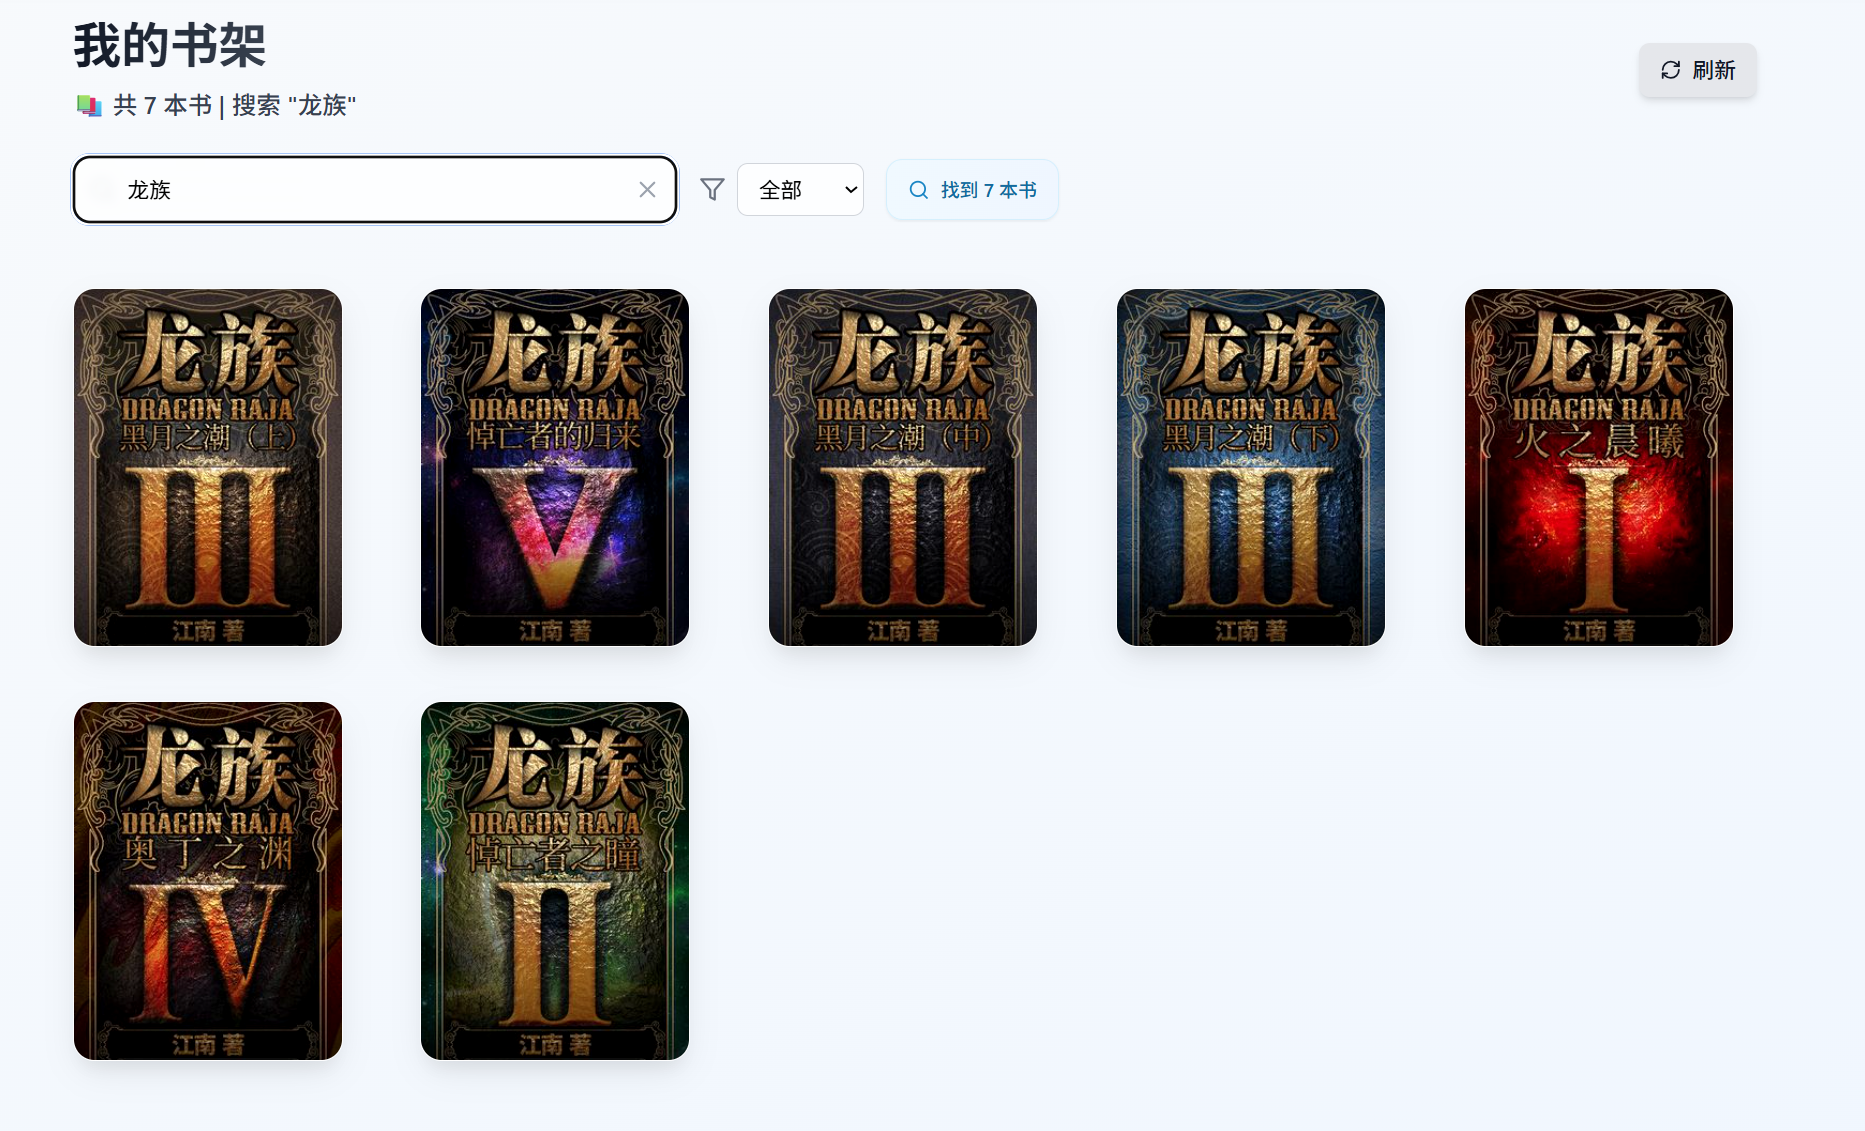 我的书架
共 7 本书 | 搜索 "龙族"
刷新
龙族
全部
找到 7 本书
龙族
DRAGON RAJA
黑月之潮（上）
III
江南 著
龙族
DRAGON RAJA
悼亡者的归来
V
江南 著
龙族
DRAGON RAJA
黑月之潮（中）
III
江南 著
龙族
DRAGON RAJA
黑月之潮（下）
III
江南 著
龙族
DRAGON RAJA
火之晨曦
I
江南 著
龙族
DRAGON RAJA
奥丁之渊
IV
江南 著
龙族
DRAGON RAJA
悼亡者之瞳
II
江南 著